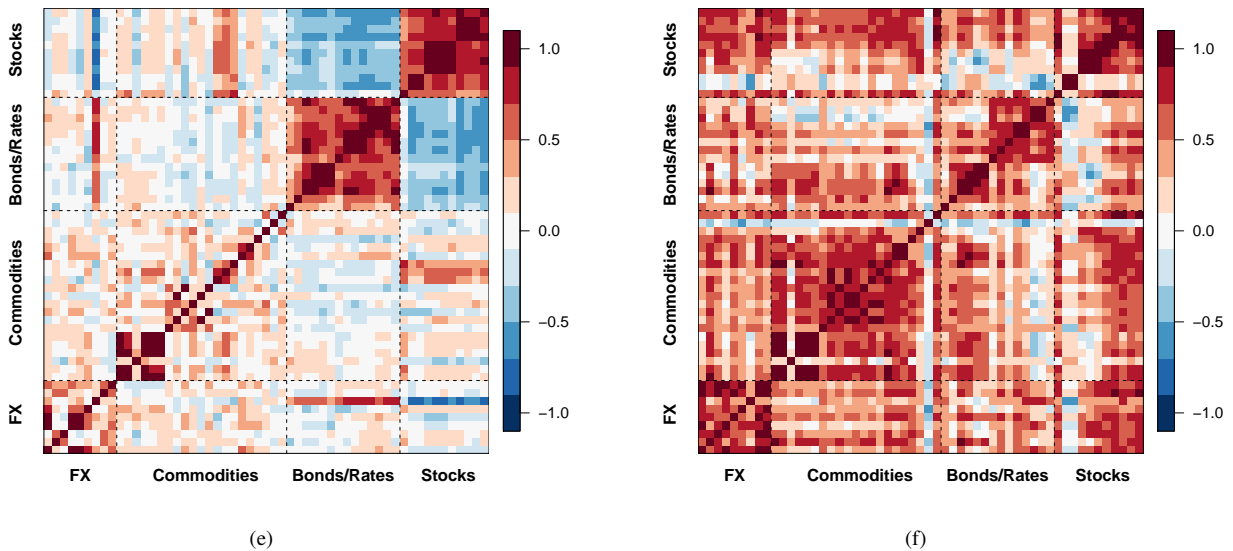 Stocks
Bonds/Rates
Commodities
FX
FX Commodities Bonds/Rates Stocks
1.0
0.5
0.0
−0.5
−1.0
(e)
Stocks
Bonds/Rates
Commodities
FX
FX Commodities Bonds/Rates Stocks
1.0
0.5
0.0
−0.5
−1.0
(f)